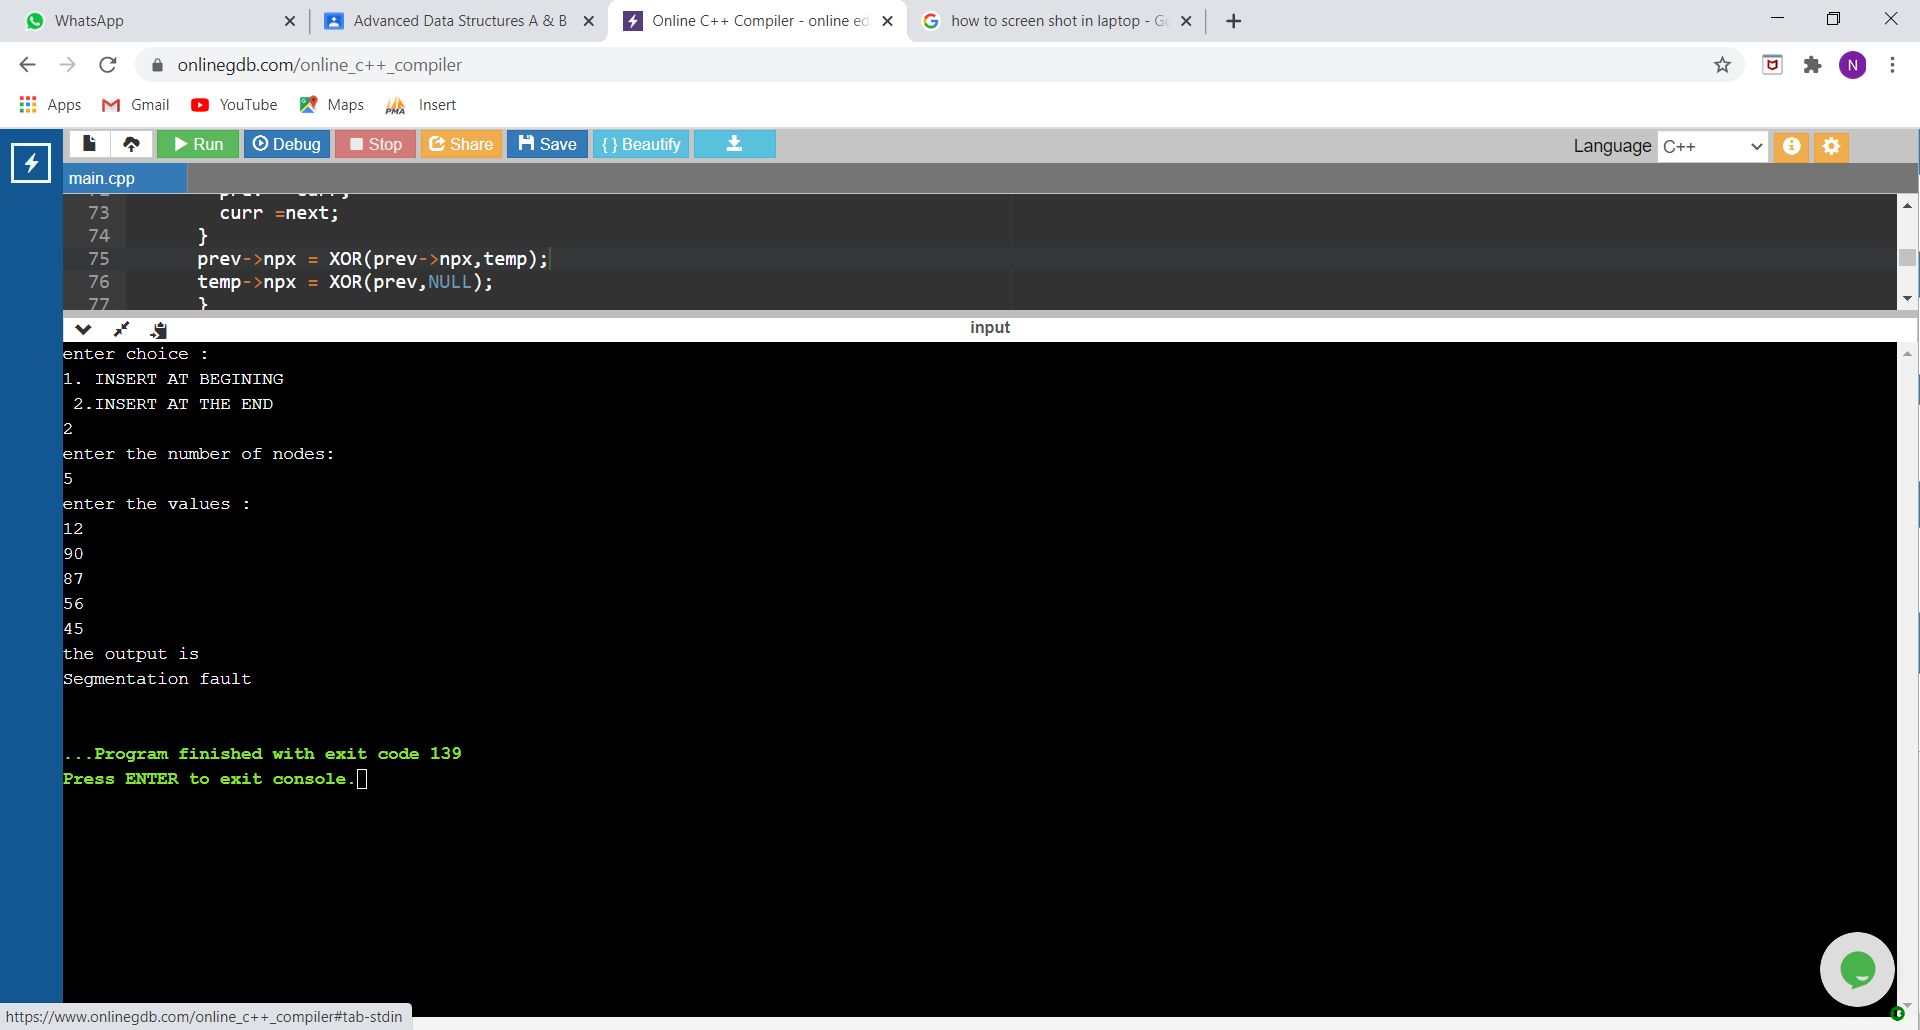 WhatsApp
Advanced Data Structures A & B
Online C++ Compiler - online ed
how to screen shot in laptop - Go
onlinegdb.com/online_c++_compiler
N
Apps Gmail YouTube Maps Insert
Run Debug Stop Share Save {} Beautify
Language C++
main.cpp
73 curr =next;
74 }
75 prev->npx = XOR(prev->npx,temp);
76 temp->npx = XOR(prev,NULL);
77 }
input
enter choice :
1. INSERT AT BEGINING
2.INSERT AT THE END
2
enter the number of nodes:
5
enter the values :
12
90
87
56
45
the output is
Segmentation fault
...Program finished with exit code 139
Press ENTER to exit console.
https://www.onlinegdb.com/online_c++_compiler#tab-stdin